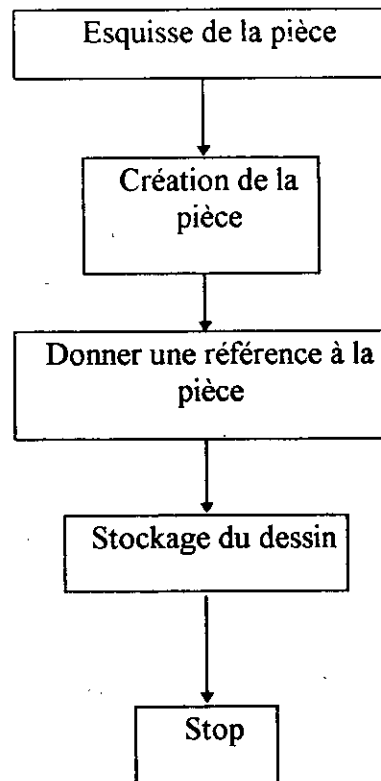 Esquisse de la pièce
Création de la
pièce
Donner une référence à la
pièce
Stockage du dessin
Stop